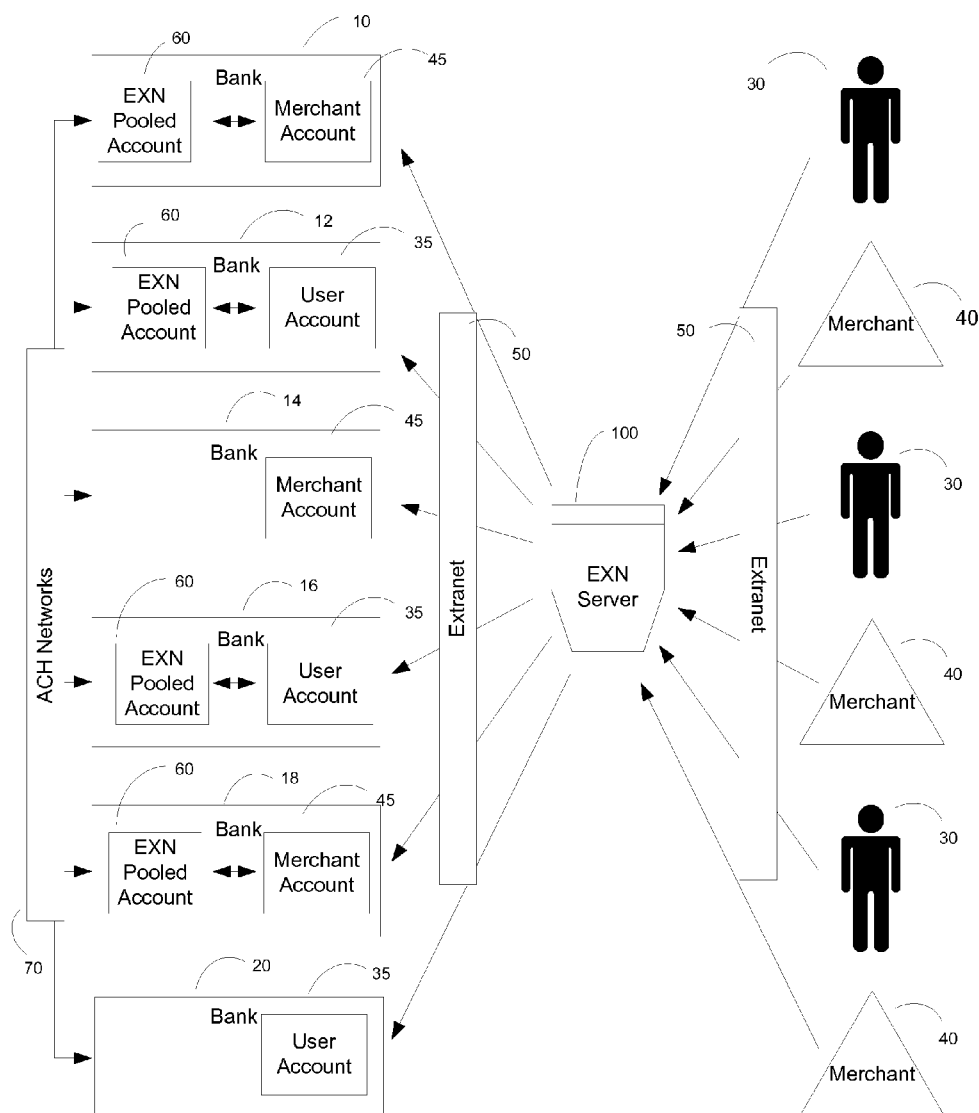 10
60
45
Bank
EXN
Pooled
Account
Merchant
Account
30
60
12
35
Bank
EXN
Pooled
Account
User
Account
50
50
40
Merchant
14
45
Bank
Merchant
Account
100
30
EXN
Server
Extranet
Extranet
ACH Networks
60
16
35
Bank
EXN
Pooled
Account
User
Account
40
Merchant
60
18
45
Bank
EXN
Pooled
Account
Merchant
Account
30
70
20
35
Bank
User
Account
40
Merchant